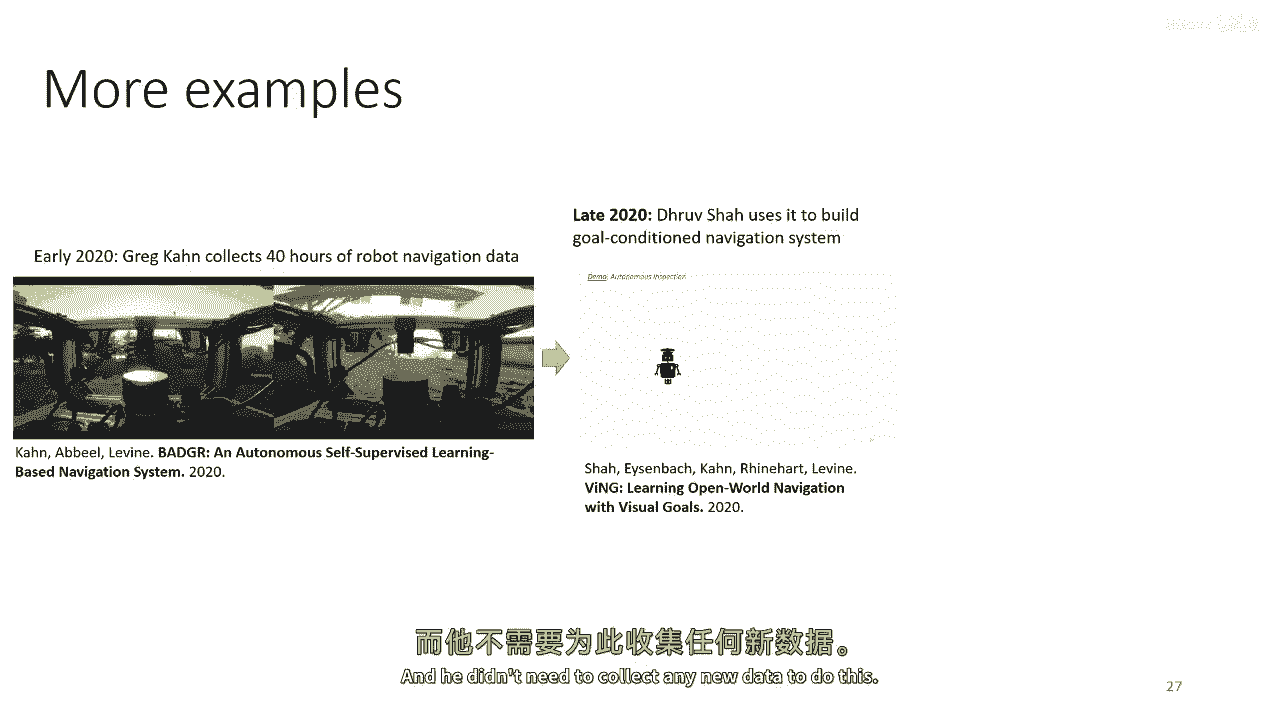 More examples
Early 2020: Greg Kahn collects 40 hours of robot navigation data
Kahn, Abbeel, Levine. BADGR: An Autonomous Self-Supervised Learning-
Based Navigation System. 2020.
Late 2020: Dhruv Shah uses it to build
goal-conditioned navigation system
Demo: Autonomous Inspection
Shah, Eysenbach, Kahn, Rhinehart, Levine.
ViNG: Learning Open-World Navigation
with Visual Goals. 2020.
而他不需要为此收集任何新数据。
And he didn't need to collect any new data to do this.
27